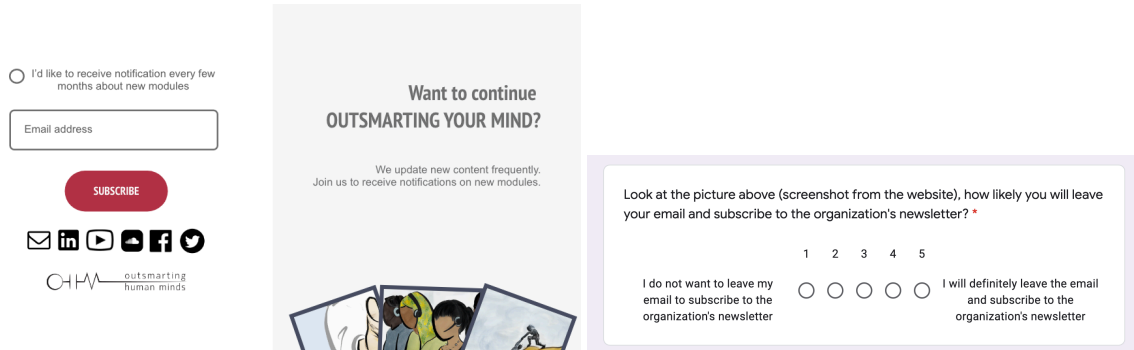 I'd like to receive notification every few
months about new modules
Email address
SUBSCRIBE
in
f
outsmarting
human minds
Want to continue
OUTSMARTING YOUR MIND?
We update new content frequently.
Join us to receive notifications on new modules.
Look at the picture above (screenshot from the website), how likely you will leave
your email and subscribe to the organization's newsletter? *
1 2 3 4 5
I do not want to leave my
email to subscribe to the
organization's newsletter
I will definitely leave the email
and subscribe to the
organization's newsletter